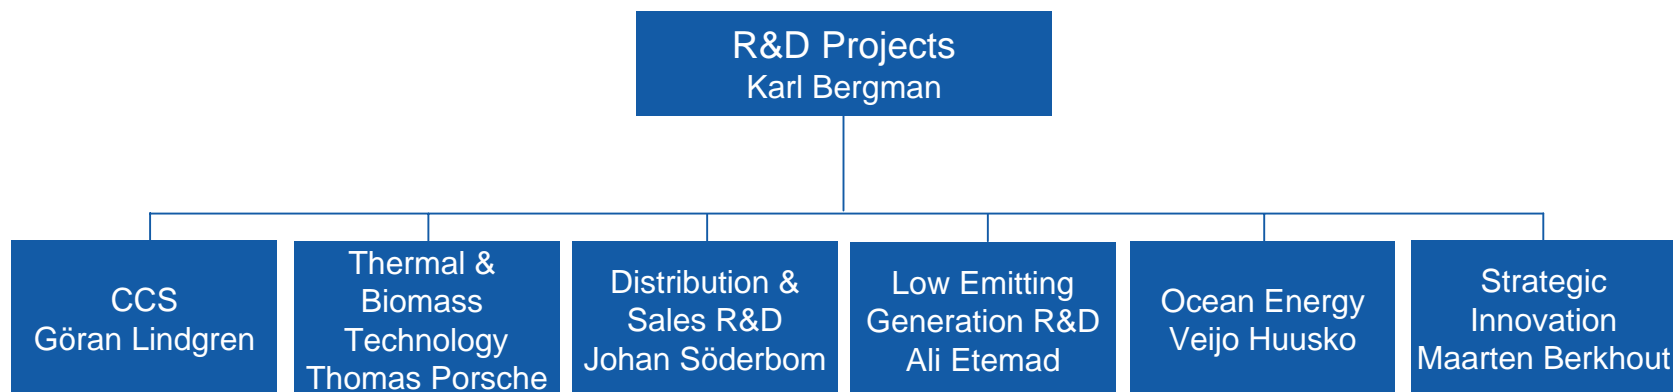 R&D Projects
Karl Bergman
CCS
Göran Lindgren
Thermal &
Biomass
Technology
Thomas Porsche
Distribution &
Sales R&D
Johan Söderbom
Low Emitting
Generation R&D
Ali Etemad
Ocean Energy
Veijo Huusko
Strategic
Innovation
Maarten Berkhout